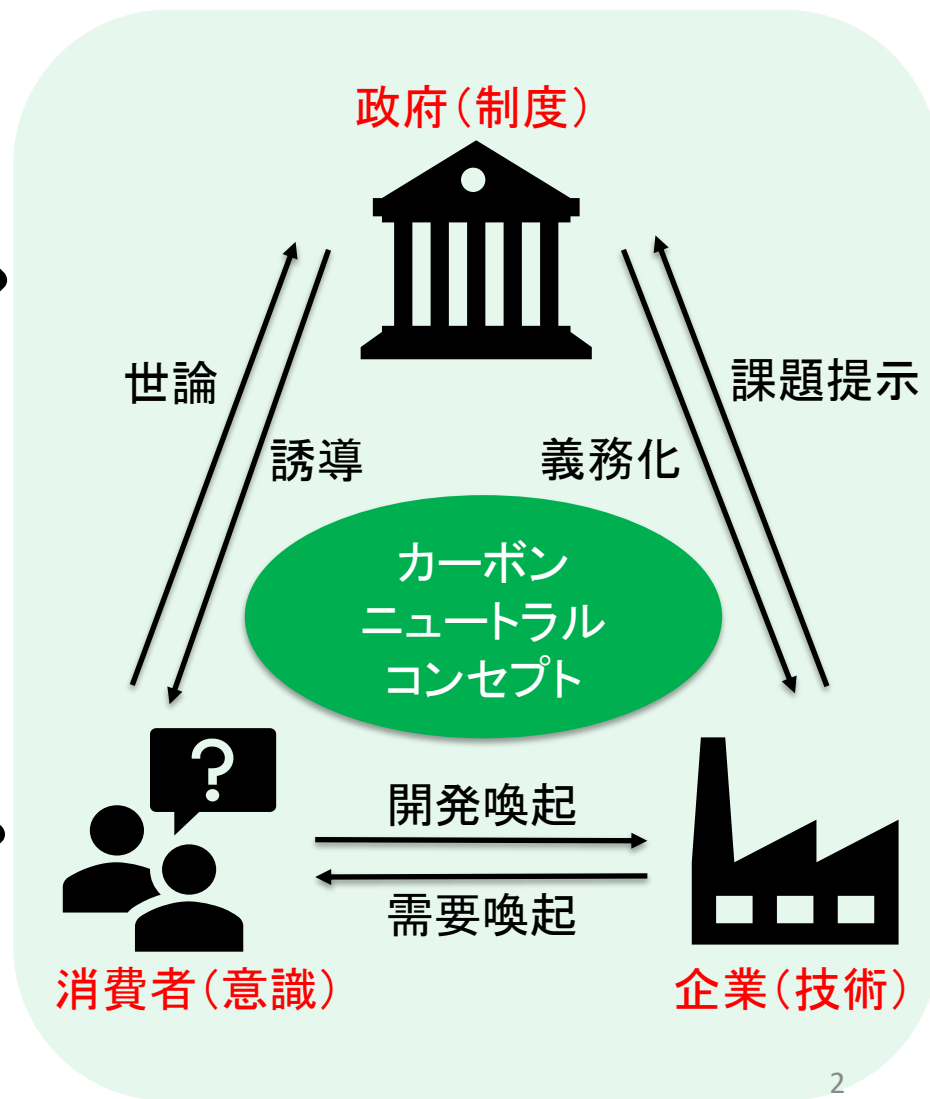 政府(制度)
世論
課題提示
誘導
義務化
カーボン
ニュートラル
コンセプト
?
開発喚起
需要喚起
消費者(意識)
企業(技術)
2